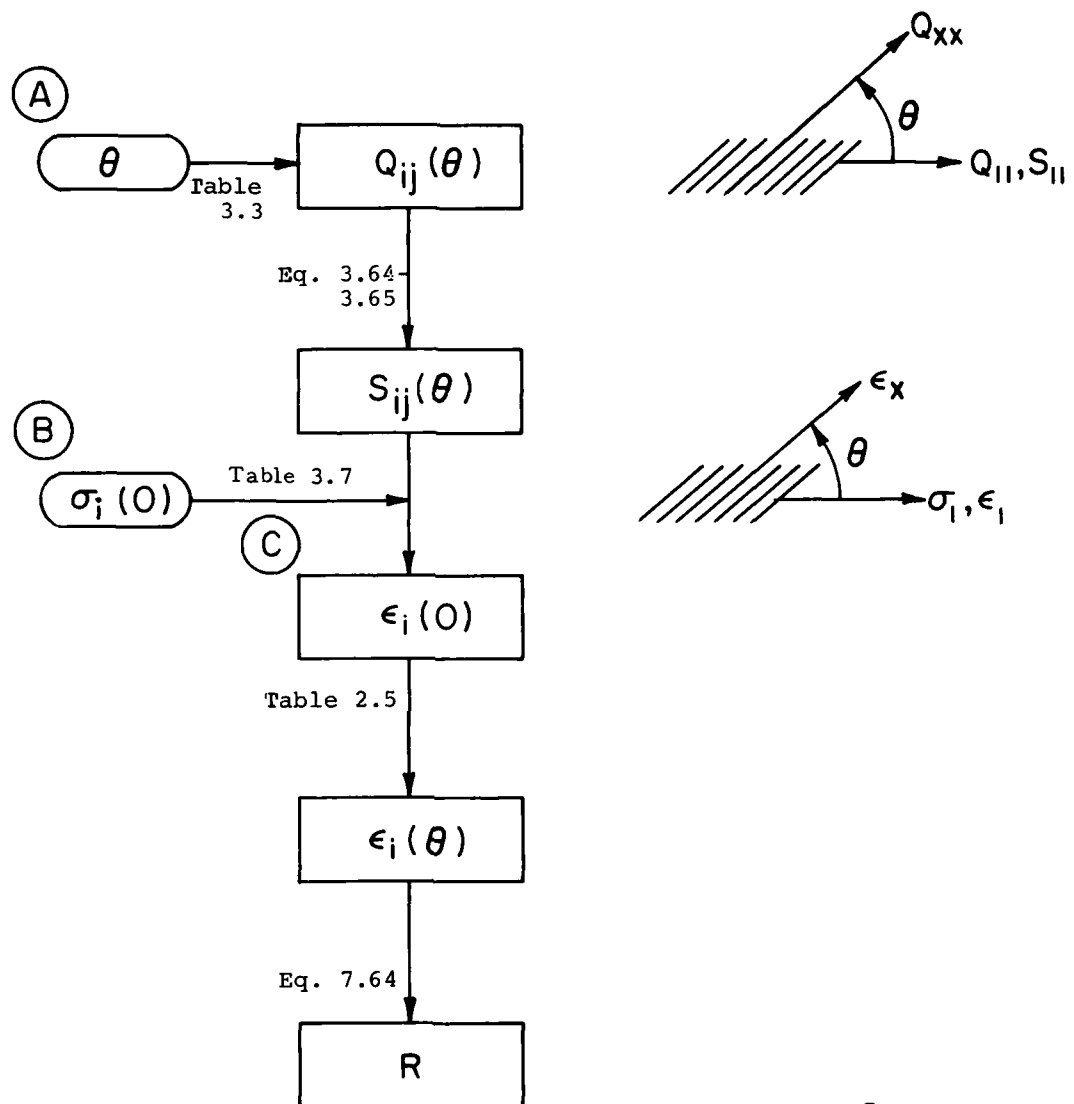 A
θ
Table
3.3
Qij(θ)
Eq. 3.64-
3.65
Sij(θ)
B
σi(0)
Table 3.7
C
ϵi(0)
Table 2.5
ϵi(θ)
Eq. 7.64
R
Qxx
θ
Q11, S11
ϵx
θ
σ1, ϵ1